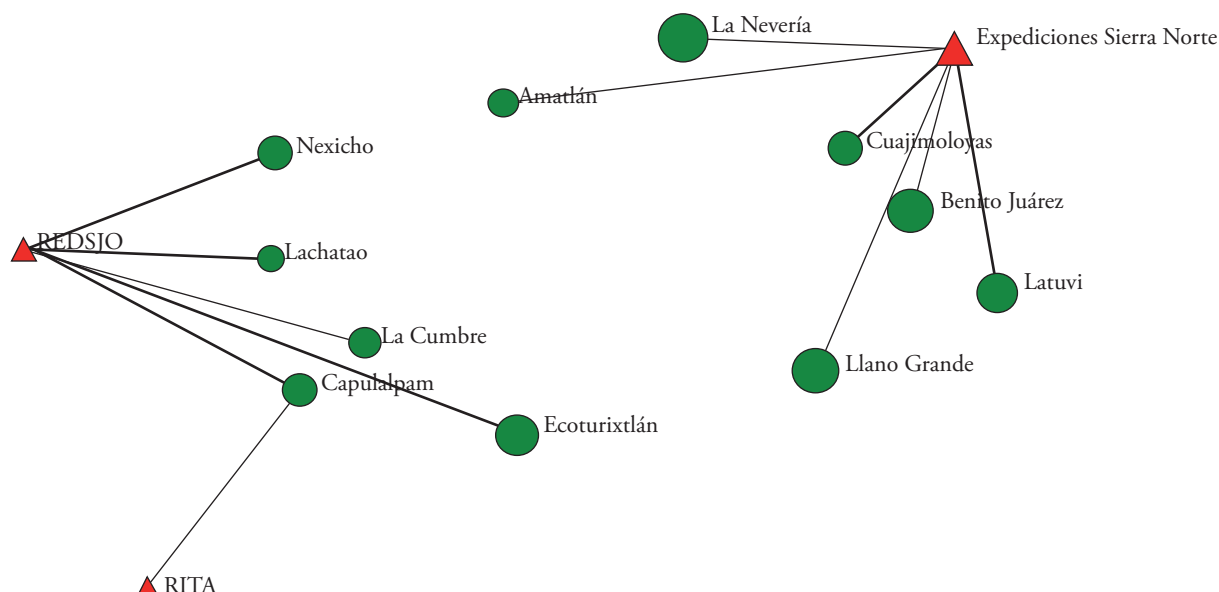 La Nevería
Expediciones Sierra Norte
Amatlán
Cuajimoloyas
Nexicho
Benito Juárez
REDSJO
Lachatao
Latuvi
La Cumbre
Llano Grande
Capulalpam
Ecoturixtlán
RITA